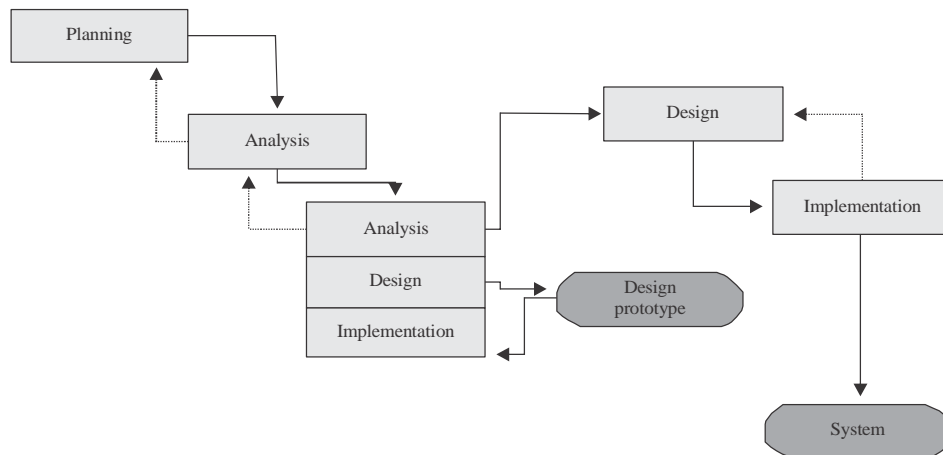 Planning
Analysis
Analysis
Design
Implementation
Design
prototype
Design
Implementation
System